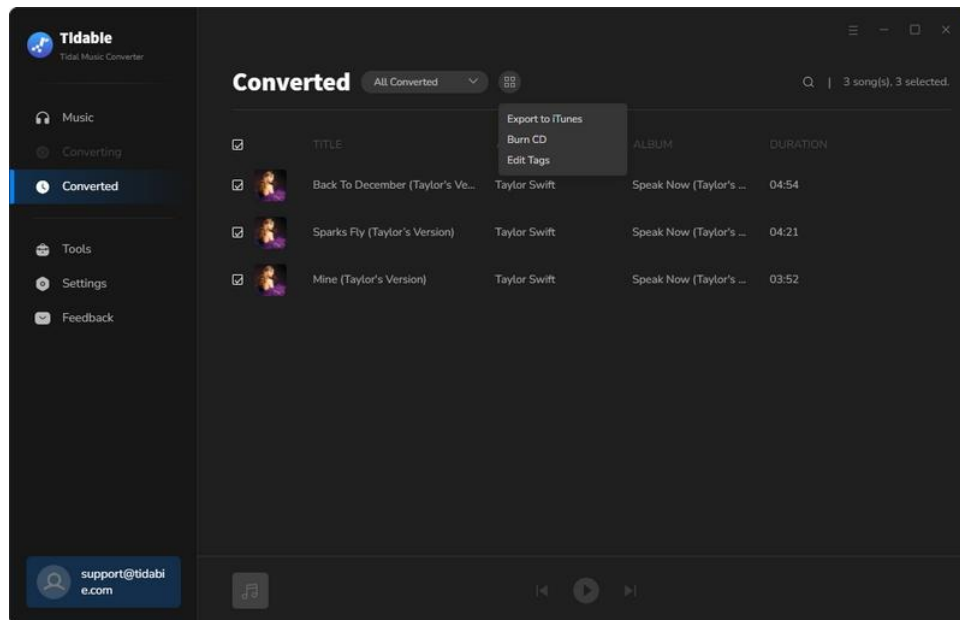 Tidable
Tidal Music Converter
Music
Converting
Converted
Tools
Settings
Feedback
support@tidabi
e.com
Converted
All Converted
3 song(s), 3 selected.
Export to iTunes
Burn CD
Edit Tags
TITLE
ALBUM
DURATION
Back To December (Taylor's Ve... Taylor Swift Speak Now (Taylor's ... 04:54
Sparks Fly (Taylor's Version) Taylor Swift Speak Now (Taylor's ... 04:21
Mine (Taylor's Version) Taylor Swift Speak Now (Taylor's ... 03:52